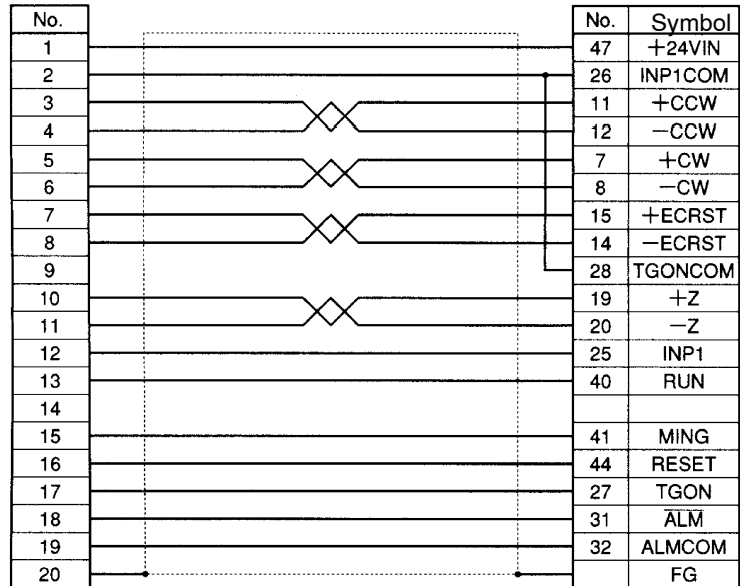 No. No. Symbol
1 47 +24VIN
2 26 INP1COM
3 11 +CCW
4 12 −CCW
5 7 +CW
6 8 −CW
7 15 +ECRST
8 14 −ECRST
9 28 TGONCOM
10 19 +Z
11 20 −Z
12 25 INP1
13 40 RUN
14
15 41 MING
16 44 RESET
17 27 TGON
18 31 A̅L̅M̅
19 32 ALMCOM
20 FG